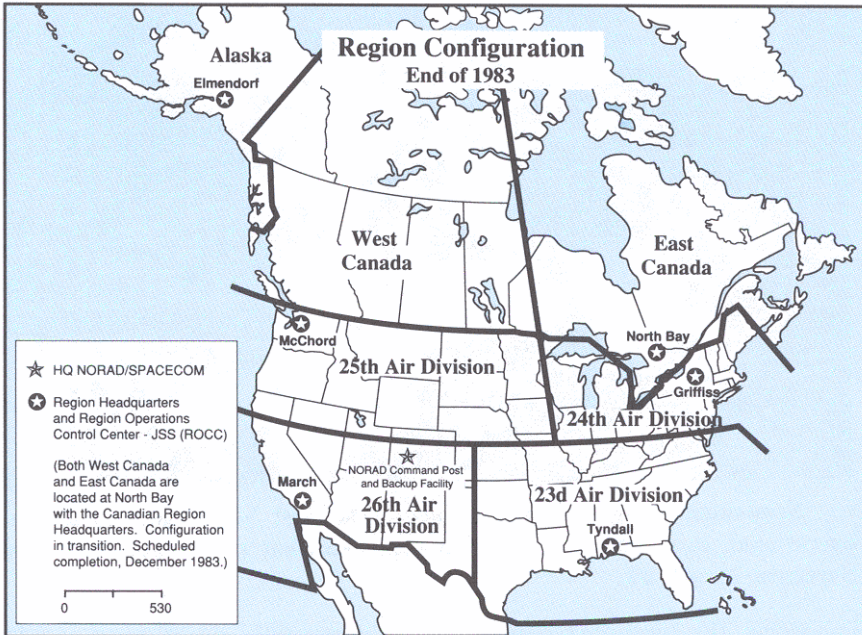 Region Configuration
End of 1983
Alaska
Elmendorf
West
Canada
East
Canada
McChord
North Bay
25th Air Division
Griffiss
24th Air Division
NORAD Command Post
and Backup Facility
March
26th Air
Division
23d Air Division
Tyndall
HQ NORAD/SPACECOM
Region Headquarters
and Region Operations
Control Center - JSS (ROCC)
(Both West Canada
and East Canada are
located at North Bay
with the Canadian Region
Headquarters. Configuration
in transition. Scheduled
completion, December 1983.)
0 530